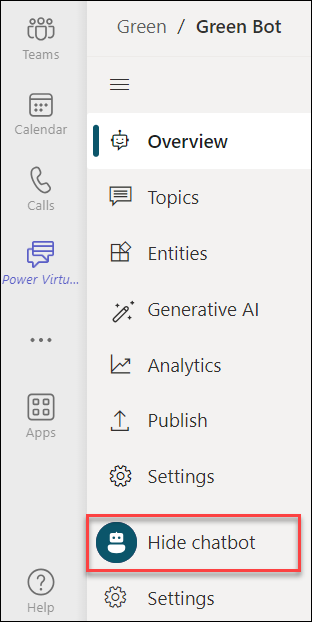 Teams
Calendar
Calls
Power Virtu...
Apps
Help
Green / Green Bot
Overview
Topics
Entities
Generative AI
Analytics
Publish
Settings
Hide chatbot
Settings